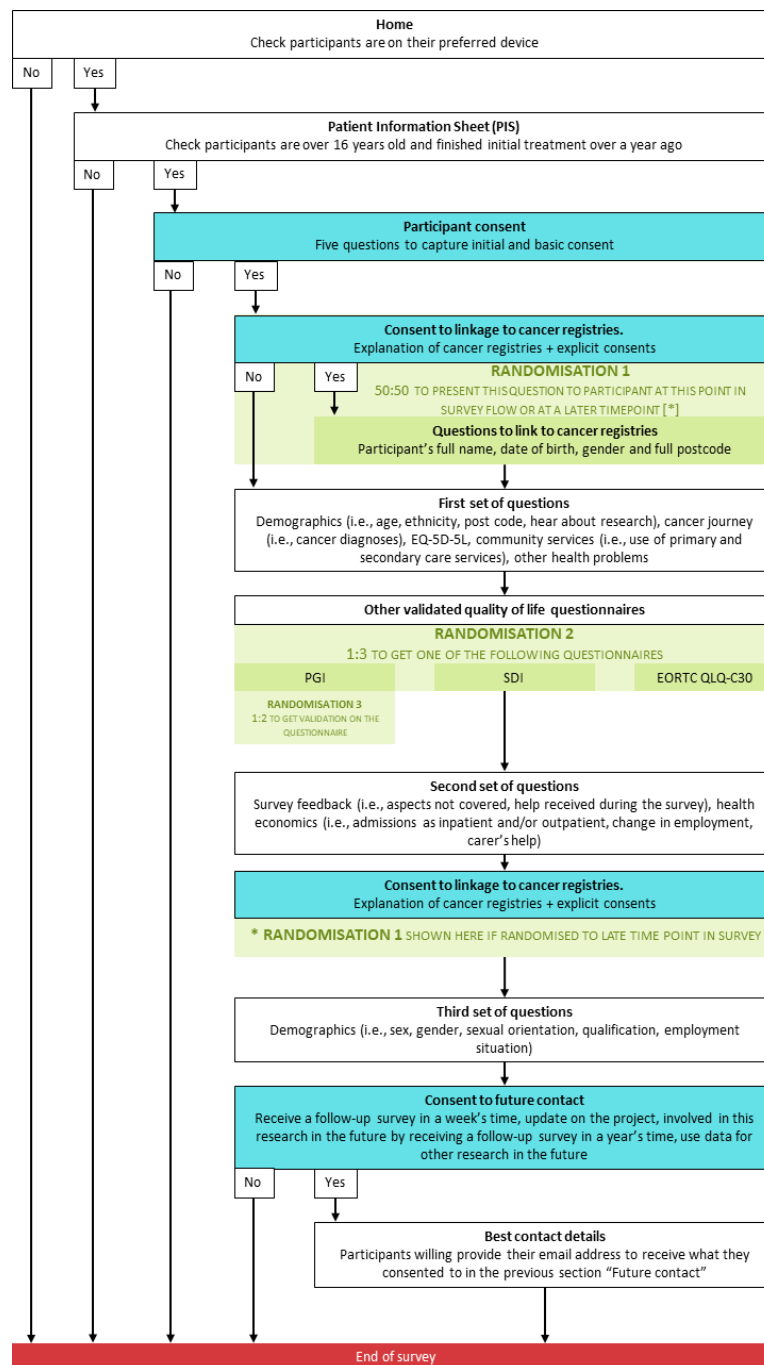 Home
Check participants are on their preferred device
No
Yes
Patient Information Sheet (PIS)
Check participants are over 16 years old and finished initial treatment over a year ago
No
Yes
Participant consent
Five questions to capture initial and basic consent
No
Yes
Consent to linkage to cancer registries.
Explanation of cancer registries + explicit consents
No
Yes
RANDOMISATION 1
50:50 TO PRESENT THIS QUESTION TO PARTICIPANT AT THIS POINT IN
SURVEY FLOW OR AT A LATER TIMEPOINT [*]
Questions to link to cancer registries
Participant's full name, date of birth, gender and full postcode
First set of questions
Demographics (i.e., age, ethnicity, post code, hear about research), cancer journey
(i.e., cancer diagnoses), EQ-5D-5L, community services (i.e., use of primary and
secondary care services), other health problems
Other validated quality of life questionnaires
RANDOMISATION 2
1:3 TO GET ONE OF THE FOLLOWING QUESTIONNAIRES
PGI
SDI
EORTC QLQ-C30
RANDOMISATION 3
1:2 TO GET VALIDATION ON THE
QUESTIONNAIRE
Second set of questions
Survey feedback (i.e., aspects not covered, help received during the survey), health
economics (i.e., admissions as inpatient and/or outpatient, change in employment,
carer's help)
Consent to linkage to cancer registries.
Explanation of cancer registries + explicit consents
* RANDOMISATION 1 SHOWN HERE IF RANDOMISED TO LATE TIME POINT IN SURVEY
Third set of questions
Demographics (i.e., sex, gender, sexual orientation, qualification, employment
situation)
Consent to future contact
Receive a follow-up survey in a week's time, update on the project, involved in this
research in the future by receiving a follow-up survey in a year's time, use data for
other research in the future
No
Yes
Best contact details
Participants willing provide their email address to receive what they
consented to in the previous section "Future contact"
End of survey